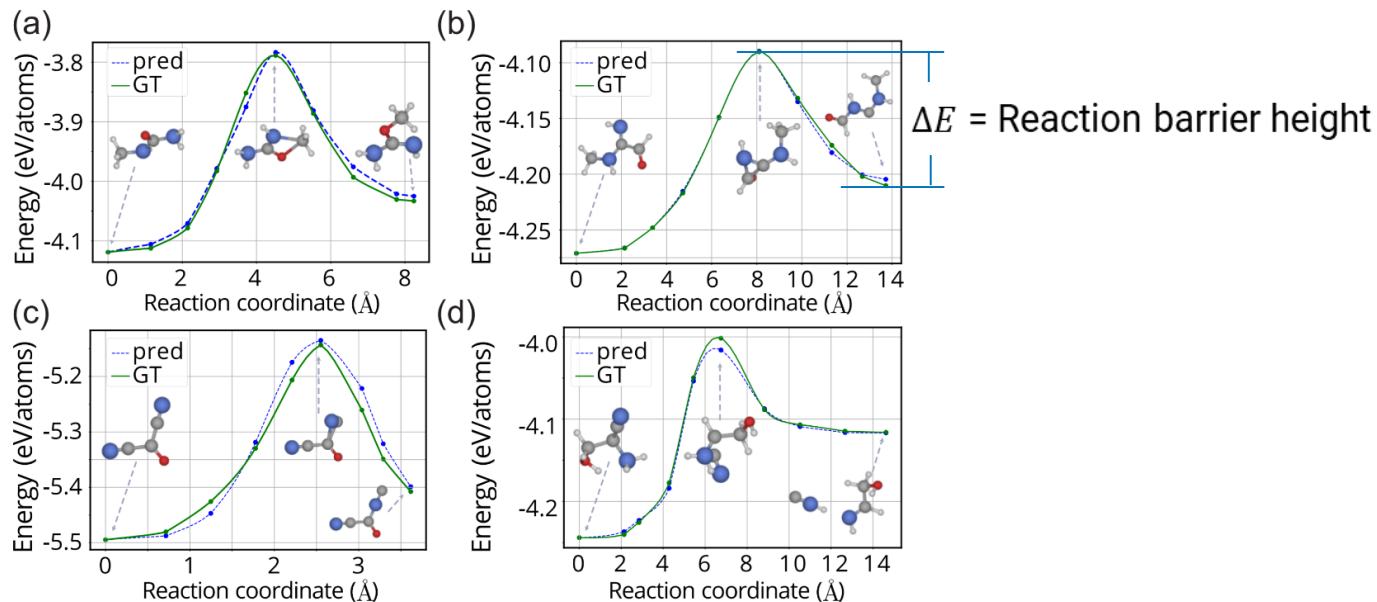 (a)
Energy (eV/atoms)
-3.8
-3.9
-4.0
-4.1
pred
GT
0 2 4 6 8
Reaction coordinate (Å)
(b)
Energy (eV/atoms)
-4.10
-4.15
-4.20
-4.25
pred
GT
0 2 4 6 8 10 12 14
Reaction coordinate (Å)
ΔE = Reaction barrier height
(c)
Energy (eV/atoms)
-5.2
-5.3
-5.4
-5.5
pred
GT
0 1 2 3
Reaction coordinate (Å)
(d)
Energy (eV/atoms)
-4.0
-4.1
-4.2
pred
GT
0 2 4 6 8 10 12 14
Reaction coordinate (Å)